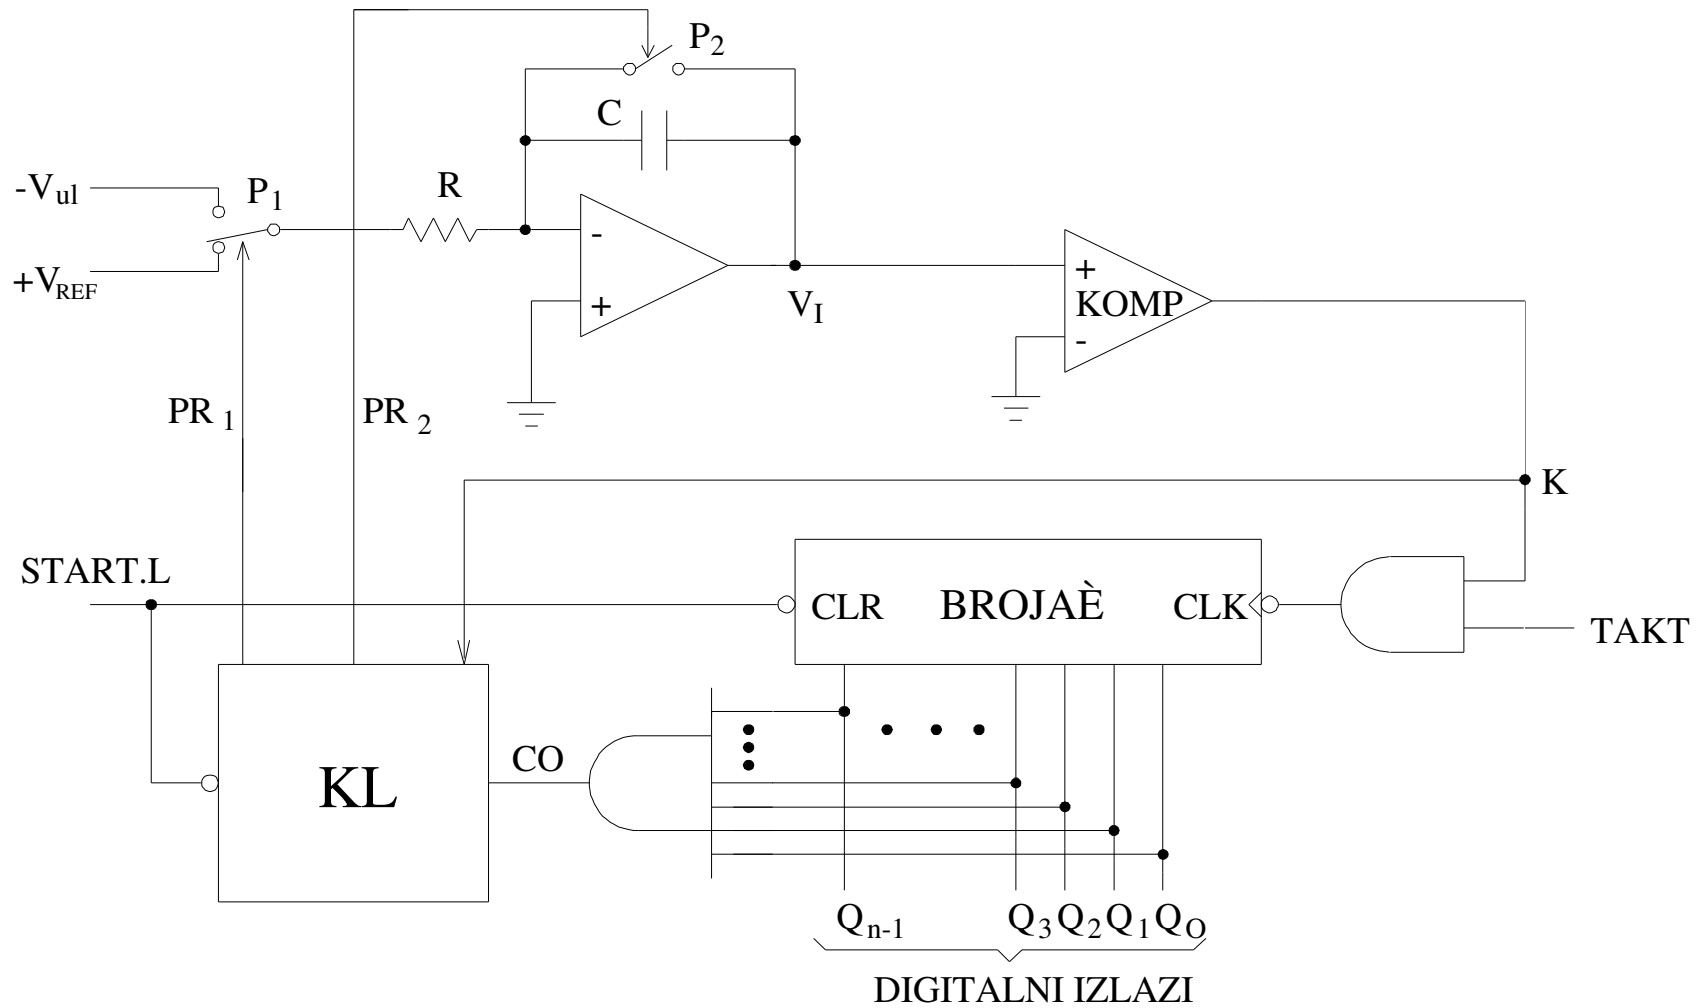 P2
C
-Vul
P1
R
-
+VREF
+
VI
+
KOMP
-
PR 1
PR 2
K
START.L
CLR
BROJAÈ
CLK
TAKT
CO
KL
Qn-1
Q3
Q2
Q1
QO
DIGITALNI IZLAZI